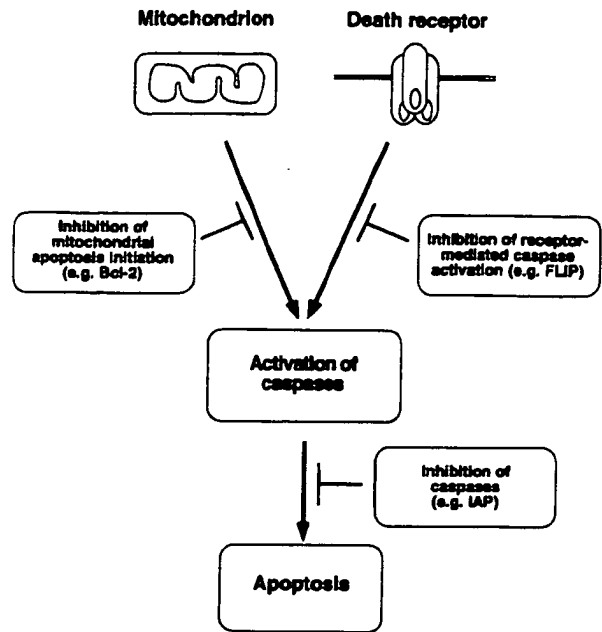 Mitochondrion
Death receptor
Inhibition of
mitochondrial
apoptosis initiation
(e.g. Bcl-2)
Inhibition of receptor-
mediated caspase
activation (e.g. FLIP)
Activation of
caspases
Inhibition of
caspases
(e.g. IAP)
Apoptosis